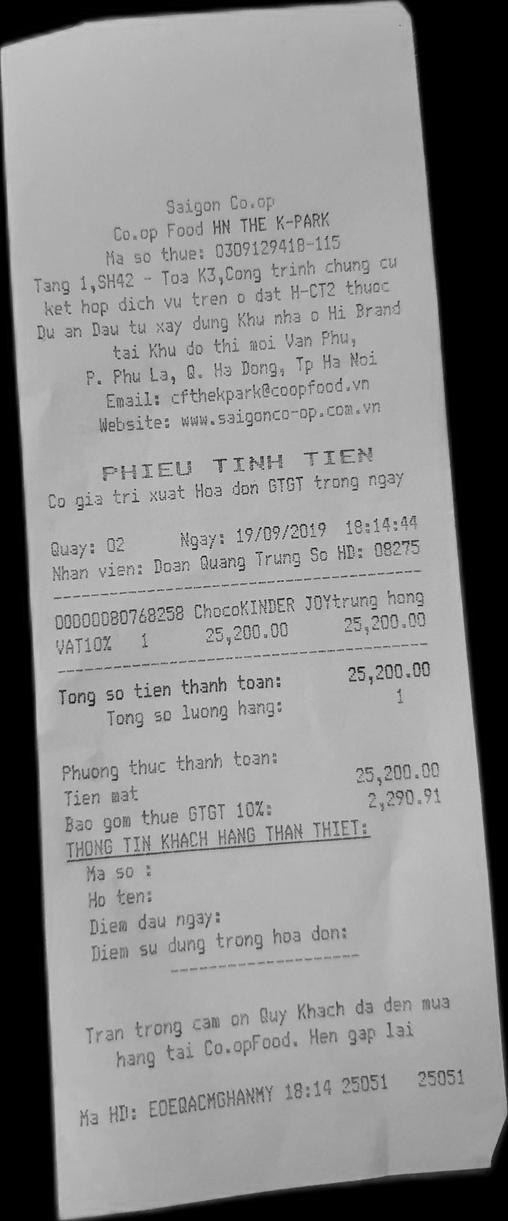 Saigon Co.op
Co.op Food HN THE K-PARK
Ma so thue: 0309129418-115
Tang 1,SH42 - Toa K3,Cong trinh chung cu
ket hop dich vu tren o dat H-CT2 thuoc
Du an Dau tu xay dung Khu nha o Hi Brand
tai Khu do thi moi Van Phu,
P. Phu La, Q. Ha Dong, Tp Ha Noi
Email: cfthekpark@coopfood.vn
Website: www.saigonco-op.com.vn
PHIEU TINH TIEN
Co gia tri xuat Hoa don GTGT trong ngay
Quay: 02 Ngay: 19/09/2019 18:14:44
Nhan vien: Doan Quang Trung So HD: 08275
00000080768258 ChocoKINDER JOYtrung hong
VAT10% 1 25,200.00 25,200.00
Tong so tien thanh toan: 25,200.00
Tong so luong hang: 1
Phuong thuc thanh toan:
Tien mat 25,200.00
Bao gom thue GTGT 10%: 2,290.91
THONG TIN KHACH HANG THAN THIET:
Ma so :
Ho ten:
Diem dau ngay:
Diem su dung trong hoa don:
Tran trong cam on Quy Khach da den mua
hang tai Co.opFood. Hen gap lai
Ma HD: EOEQACMGHANMY 18:14 25051 25051